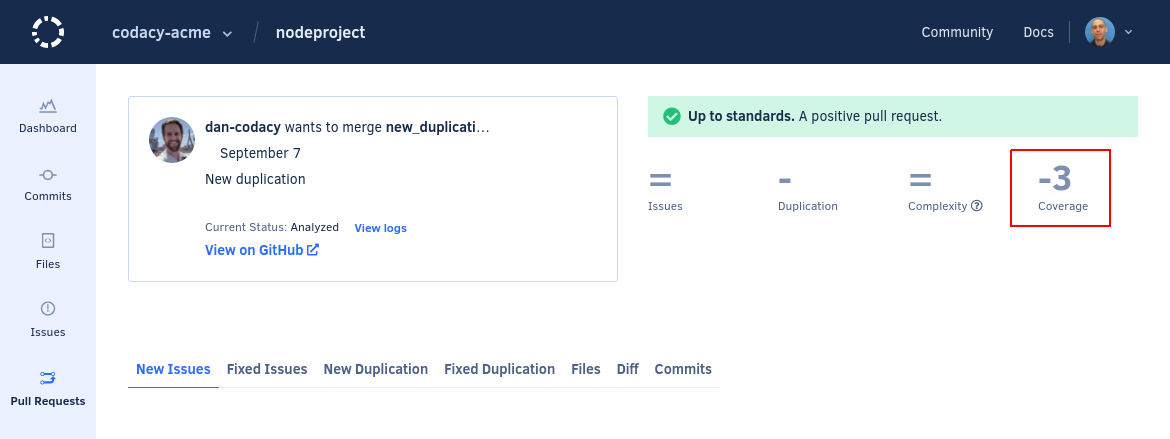 codacy-acme / nodeproject
Community
Docs
Dashboard
Commits
Files
Issues
Pull Requests
dan-codacy wants to merge new_duplicati...
September 7
New duplication
Current Status: Analyzed View logs
View on GitHub
Up to standards. A positive pull request.
=
Issues
-
Duplication
=
Complexity ?
-3
Coverage
New Issues Fixed Issues New Duplication Fixed Duplication Files Diff Commits